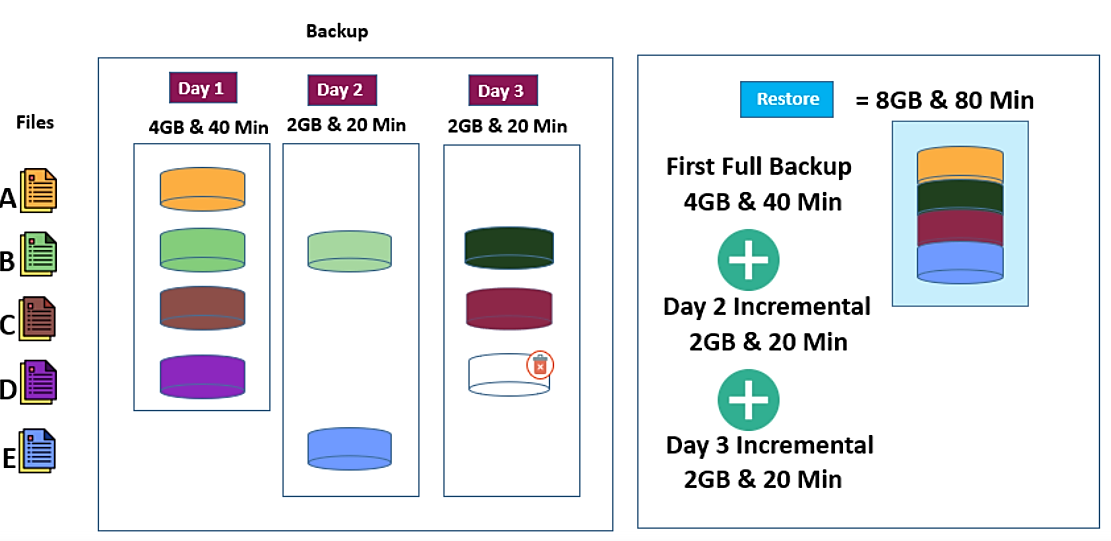 Backup
Files
Day 1
Day 2
Day 3
4GB & 40 Min
2GB & 20 Min
2GB & 20 Min
A
B
C
D
E
Restore
= 8GB & 80 Min
First Full Backup
4GB & 40 Min
Day 2 Incremental
2GB & 20 Min
Day 3 Incremental
2GB & 20 Min